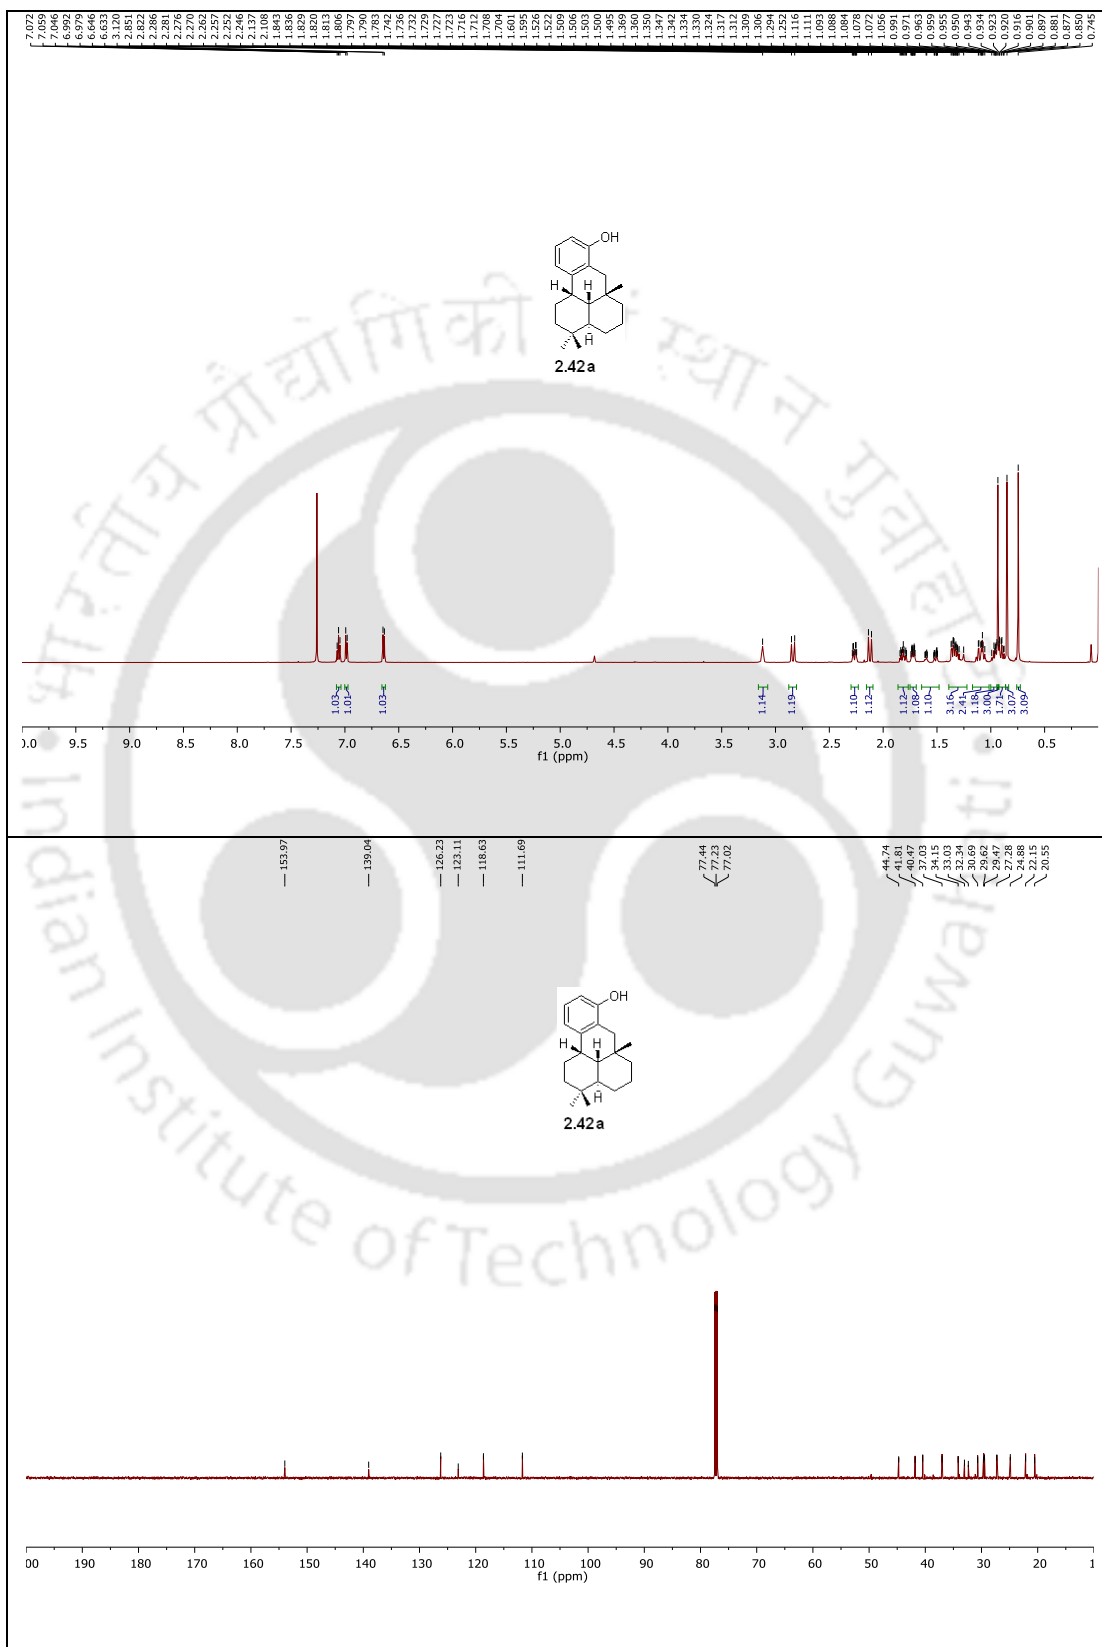 7.072 7.059 7.046 6.992 6.979 6.646 6.633 3.120 2.851 2.822 2.286 2.281 2.276 2.270 2.262 2.257 2.252 2.246 2.137 2.108 1.843 1.836 1.829 1.820 1.813 1.806 1.797 1.790 1.783 1.742 1.736 1.732 1.729 1.727 1.723 1.716 1.712 1.708 1.704 1.601 1.595 1.526 1.522 1.509 1.506 1.503 1.500 1.495 1.369 1.360 1.350 1.347 1.342 1.334 1.330 1.324 1.317 1.312 1.309 1.306 1.294 1.252 1.116 1.111 1.093 1.088 1.084 1.078 1.072 1.056 0.991 0.971 0.963 0.959 0.955 0.950 0.943 0.934 0.923 0.920 0.916 0.901 0.897 0.881 0.877 0.850 0.745
OH
H H
H
2.42a
1.03 1.01 1.03 1.14 1.19 1.10 1.12 1.12 1.08 1.10 3.16 2.41 1.18 3.00 1.71 3.07 3.09
0.0 9.5 9.0 8.5 8.0 7.5 7.0 6.5 6.0 5.5 5.0 4.5 4.0 3.5 3.0 2.5 2.0 1.5 1.0 0.5
f1 (ppm)
153.97 139.04 126.23 123.11 118.63 111.69 77.44 77.23 77.02 44.74 41.81 40.47 37.03 34.15 33.03 32.34 30.69 29.62 29.47 27.28 24.88 22.15 20.55
OH
H H
H
2.42a
00 190 180 170 160 150 140 130 120 110 100 90 80 70 60 50 40 30 20 1
f1 (ppm)
Indian Institute of Technology Guwahati